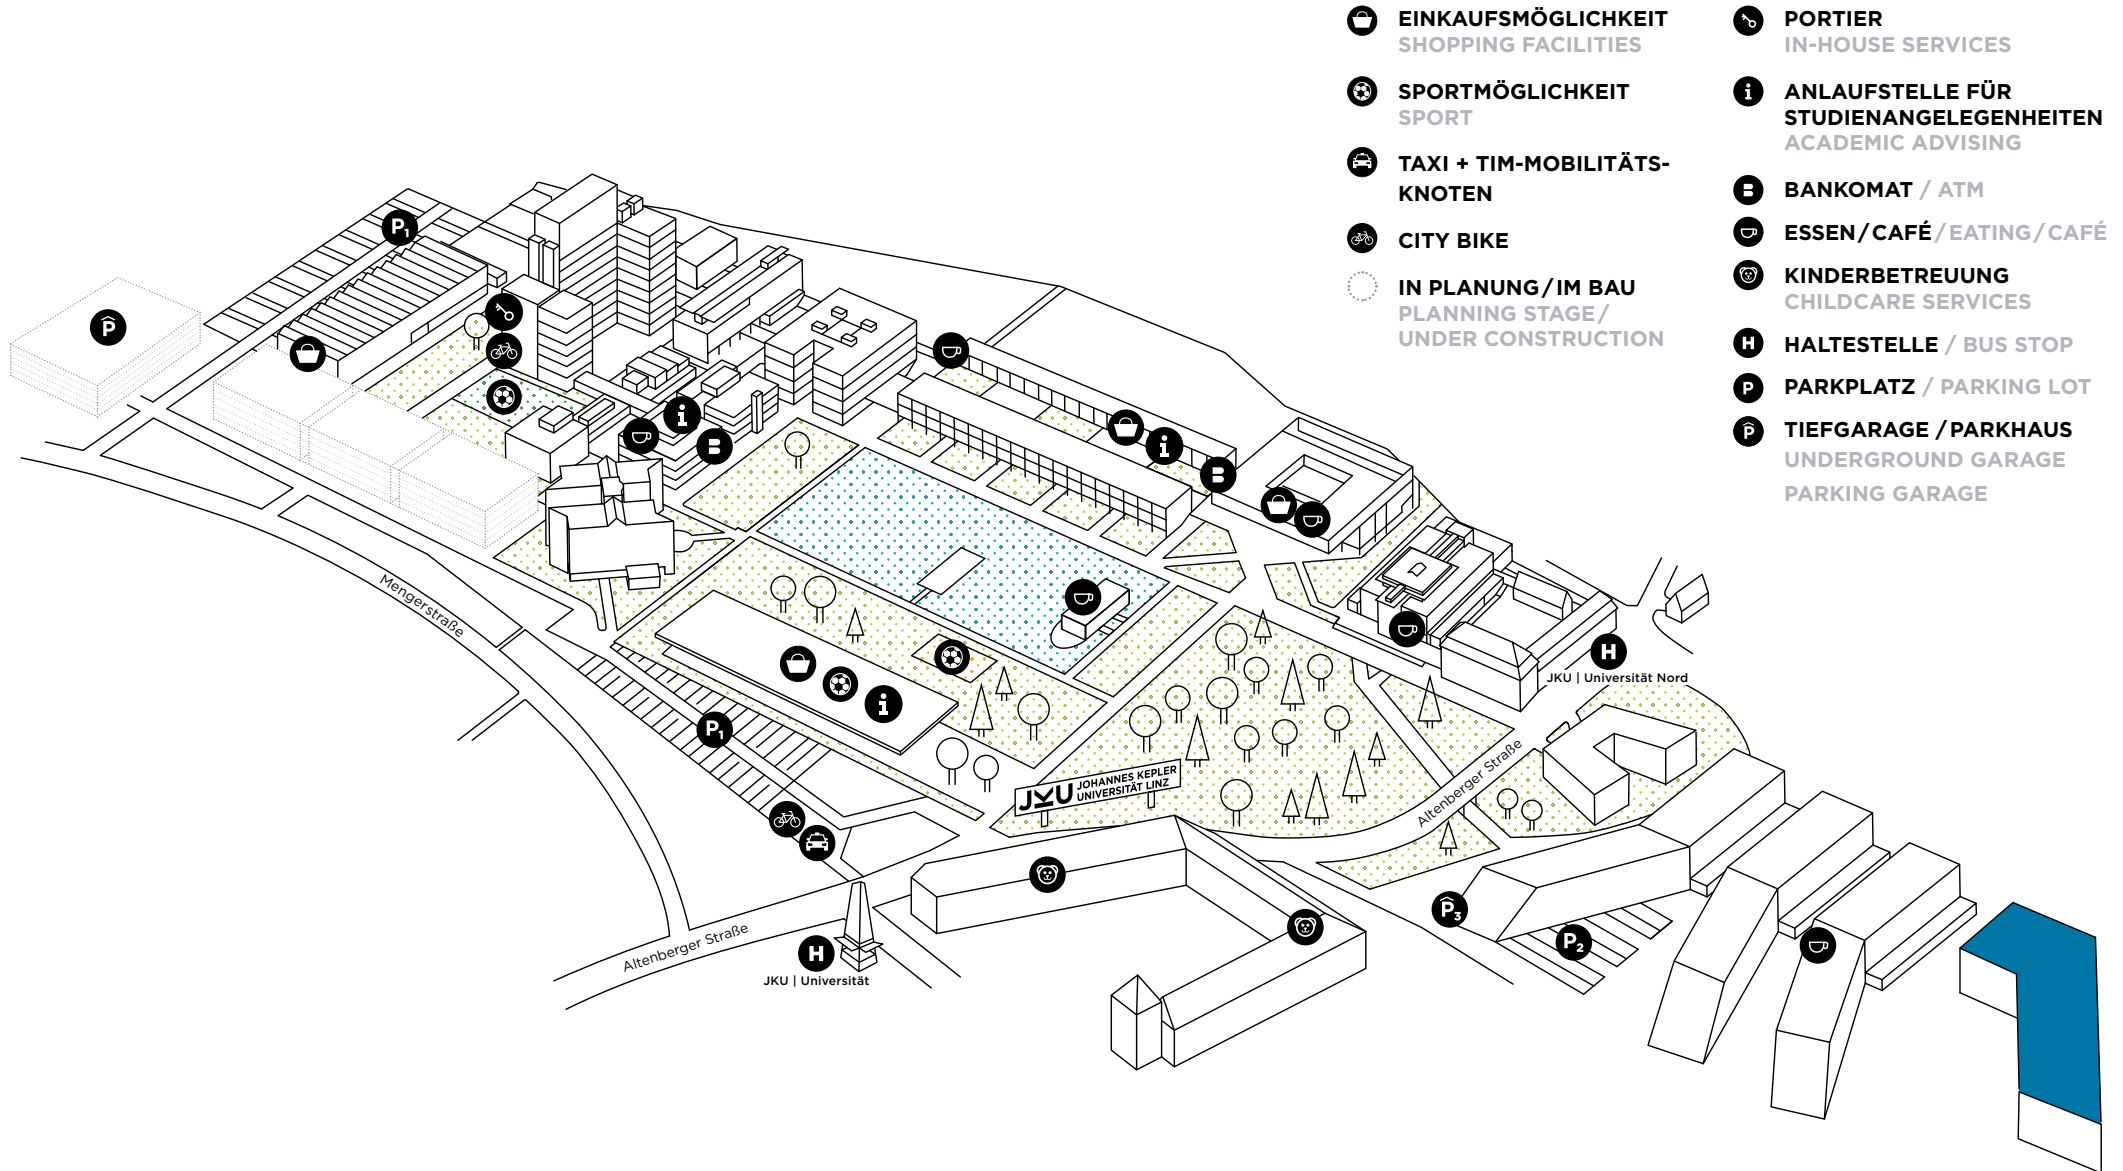 EINKAUFSMÖGLICHKEIT
SHOPPING FACILITIES
SPORTMÖGLICHKEIT
SPORT
TAXI + TIM-MOBILITÄTS-
KNOTEN
CITY BIKE
IN PLANUNG / IM BAU
PLANNING STAGE /
UNDER CONSTRUCTION
PORTIER
IN-HOUSE SERVICES
i
ANLAUFSTELLE FÜR
STUDIENANGELEGENHEITEN
ACADEMIC ADVISING
B
BANKOMAT / ATM
ESSEN / CAFÉ / EATING / CAFÉ
KINDERBETREUUNG
CHILDCARE SERVICES
H
HALTESTELLE / BUS STOP
P
PARKPLATZ / PARKING LOT
P
TIEFGARAGE / PARKHAUS
UNDERGROUND GARAGE
PARKING GARAGE
P1
P
i
B
i
B
Mengerstraße
i
P1
H
JKU | Universität Nord
JKU JOHANNES KEPLER
UNIVERSITÄT LINZ
Altenberger Straße
P3
P2
Altenberger Straße
H
JKU | Universität